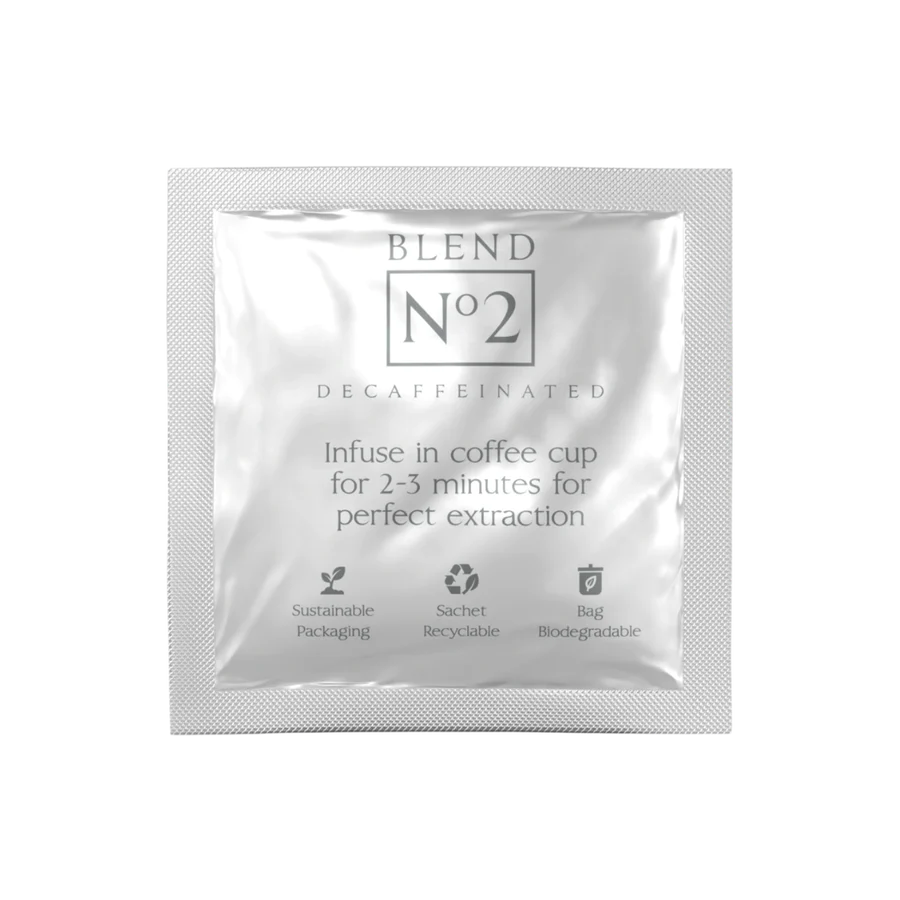 BLEND
Nº2
DECAFFEINATED
Infuse in coffee cup
for 2-3 minutes for
perfect extraction
Sustainable
Packaging
Sachet
Recyclable
Bag
Biodegradable